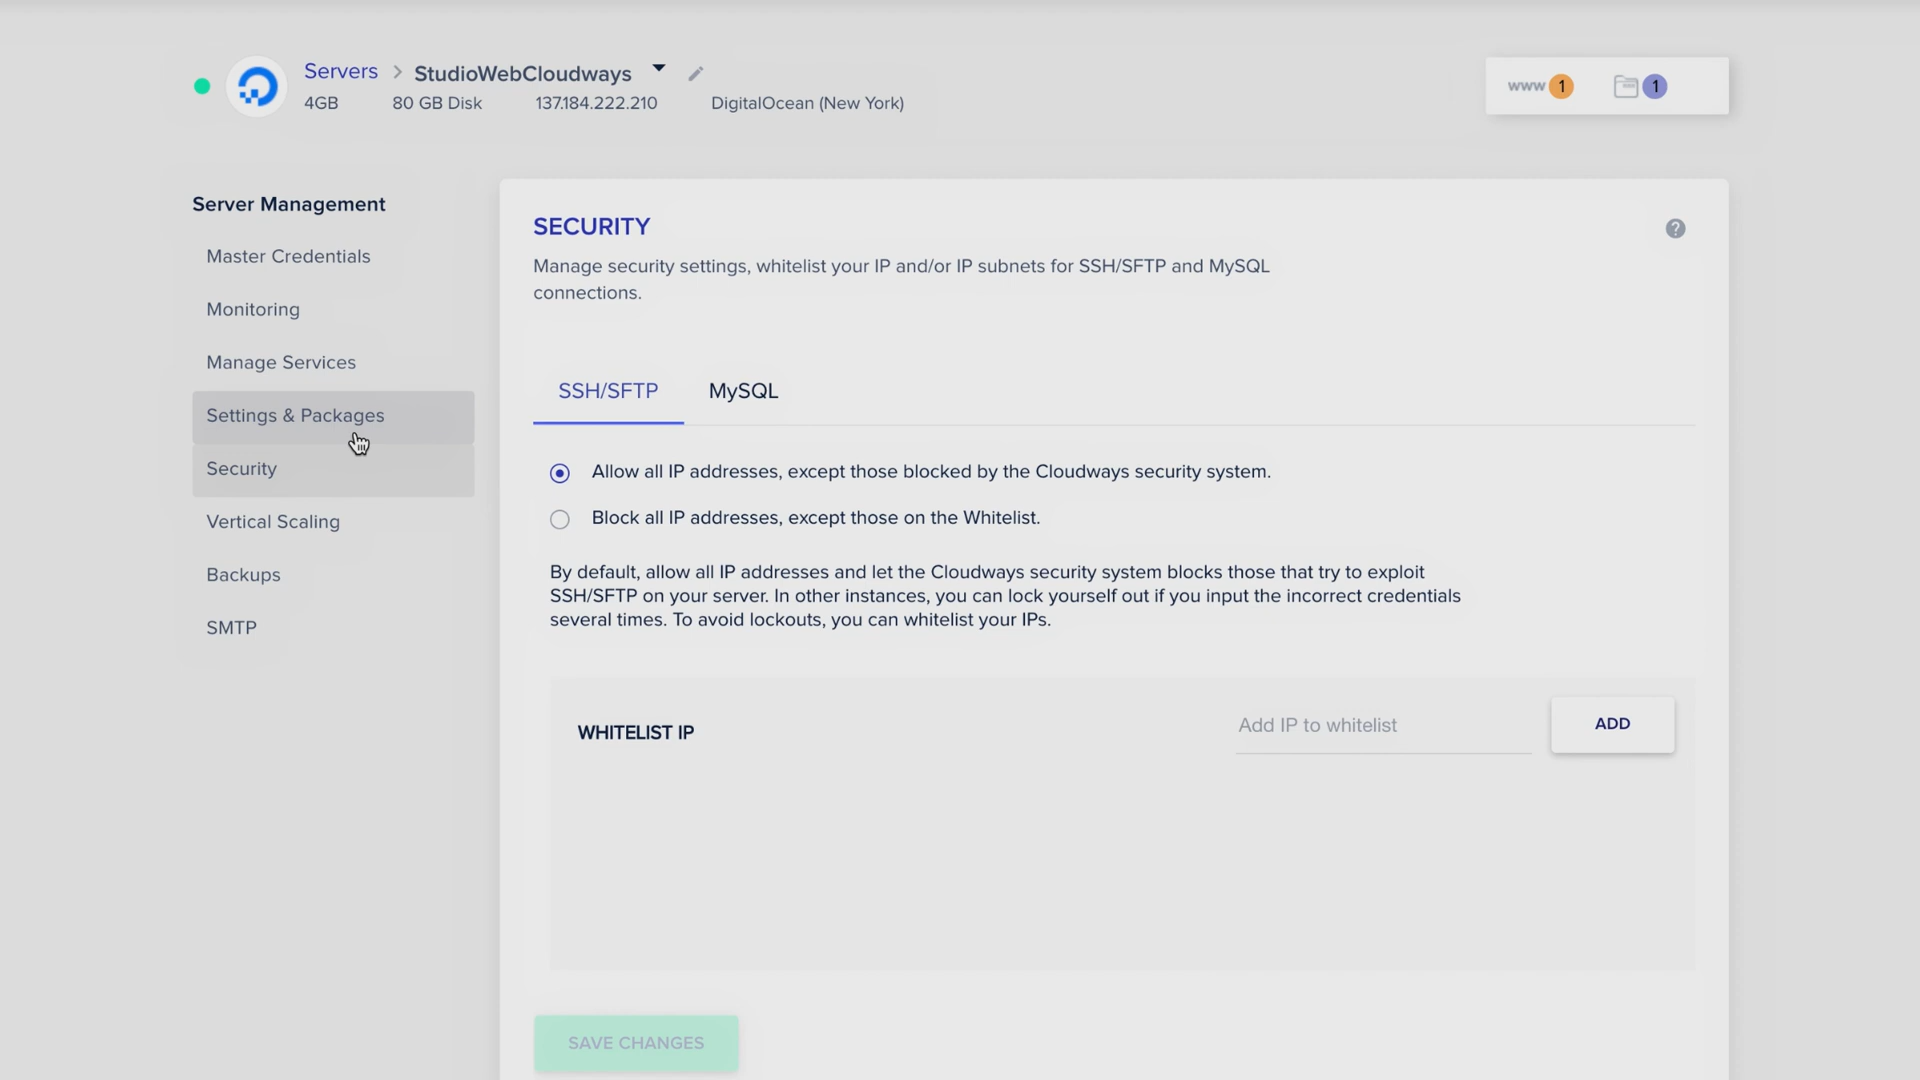 Servers > StudioWebCloudways
4GB 80 GB Disk 137.184.222.210 DigitalOcean (New York)
www 1 1
Server Management
Master Credentials
Monitoring
Manage Services
Settings & Packages
Security
Vertical Scaling
Backups
SMTP
SECURITY
?
Manage security settings, whitelist your IP and/or IP subnets for SSH/SFTP and MySQL
connections.
SSH/SFTP MySQL
Allow all IP addresses, except those blocked by the Cloudways security system.
Block all IP addresses, except those on the Whitelist.
By default, allow all IP addresses and let the Cloudways security system blocks those that try to exploit
SSH/SFTP on your server. In other instances, you can lock yourself out if you input the incorrect credentials
several times. To avoid lockouts, you can whitelist your IPs.
WHITELIST IP Add IP to whitelist ADD
SAVE CHANGES